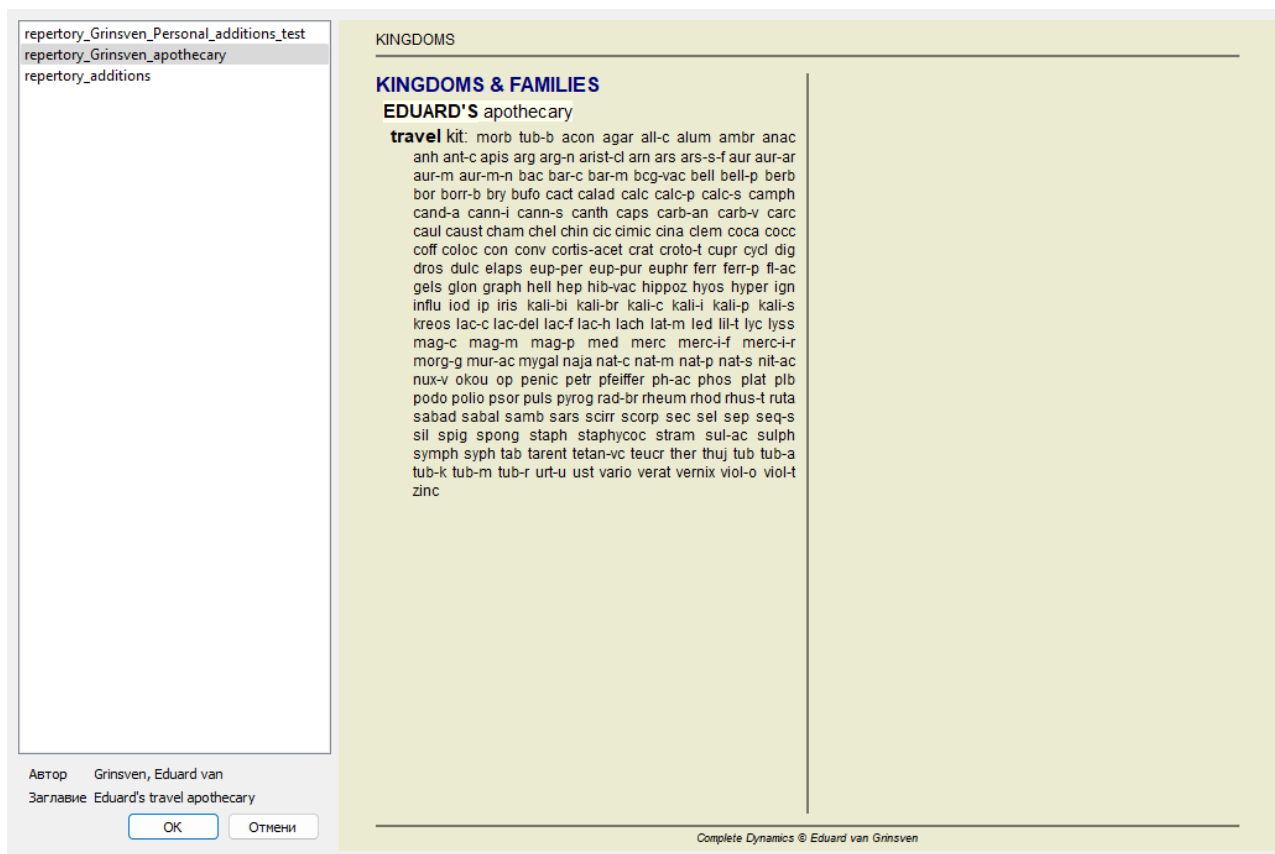 repertory_Grinsven_Personal_additions_test
repertory_Grinsven_apothecary
repertory_additions
Автор Grinsven, Eduard van
Заглавие Eduard's travel apothecary
OK Отмени
KINGDOMS
KINGDOMS & FAMILIES
EDUARD'S apothecary
travel kit: morb tub-b acon agar all-c alum ambr anac
anh ant-c apis arg arg-n arist-cl arn ars ars-s-f aur aur-ar
aur-m aur-m-n bac bar-c bar-m bcg-vac bell bell-p berb
bor borr-b bry bufo cact calad calc calc-p calc-s camph
cand-a cann-i cann-s canth caps carb-an carb-v carc
caul caust cham chel chin cic cimic cina clem coca cocc
coff coloc con conv cortis-acet crat croto-t cupr cycl dig
dros dulc elaps eup-per eup-pur euphr ferr ferr-p fl-ac
gels glon graph hell hep hib-vac hippoz hyos hyper ign
influ iod ip iris kali-bi kali-br kali-c kali-i kali-p kali-s
kreos lac-c lac-del lac-f lac-h lach lat-m led lil-t lyc lyss
mag-c mag-m mag-p med merc merc-i-f merc-i-r
morg-g mur-ac mygal naja nat-c nat-m nat-p nat-s nit-ac
nux-v okou op penic petr pfeiffer ph-ac phos plat plb
podo polio psor puls pyrog rad-br rheum rhod rhus-t ruta
sabad sabal samb sars scirr scorp sec sel sep seq-s
sil spig spong staph staphycoc stram sul-ac sulph
symph syph tab tarent tetan-vc teucr ther thuj tub tub-a
tub-k tub-m tub-r urt-u ust vario verat vernix viol-o viol-t
zinc
Complete Dynamics © Eduard van Grinsven